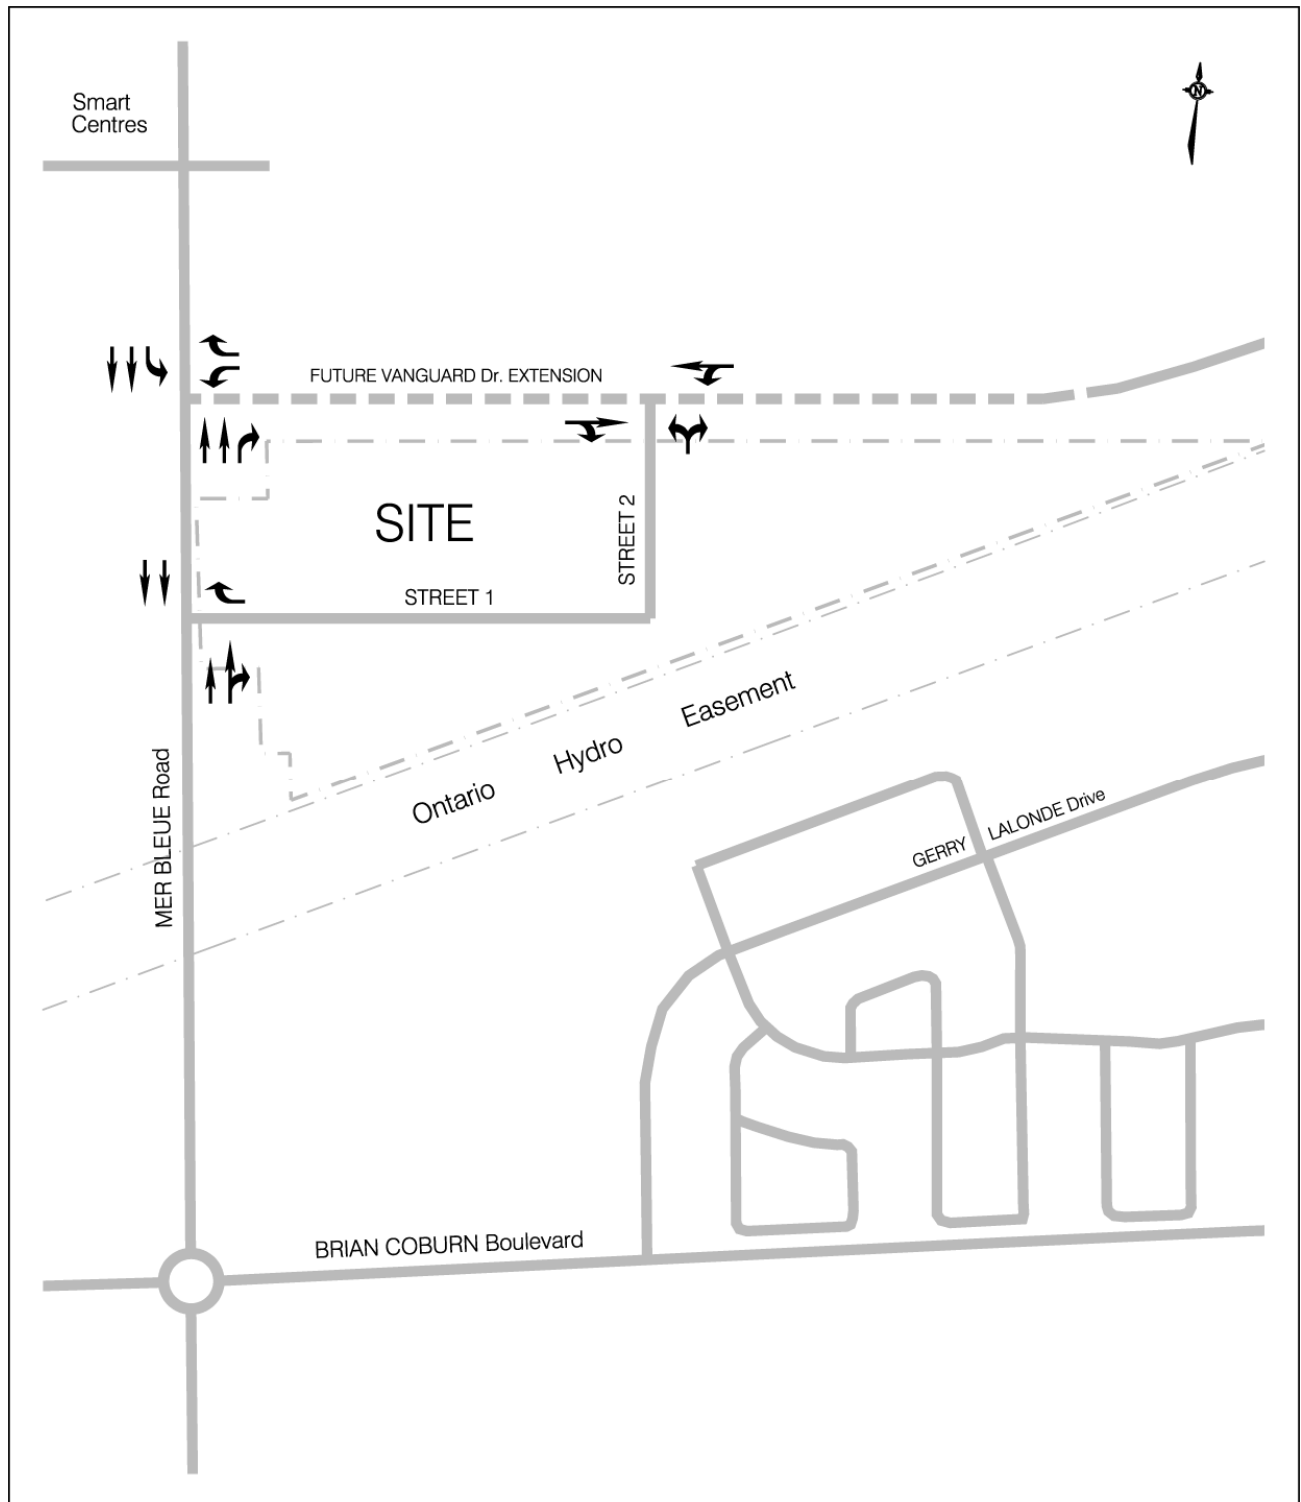 Smart
Centres
N
FUTURE VANGUARD Dr. EXTENSION
SITE
STREET 2
STREET 1
Ontario Hydro Easement
MER BLEUE Road
GERRY LALONDE Drive
BRIAN COBURN Boulevard